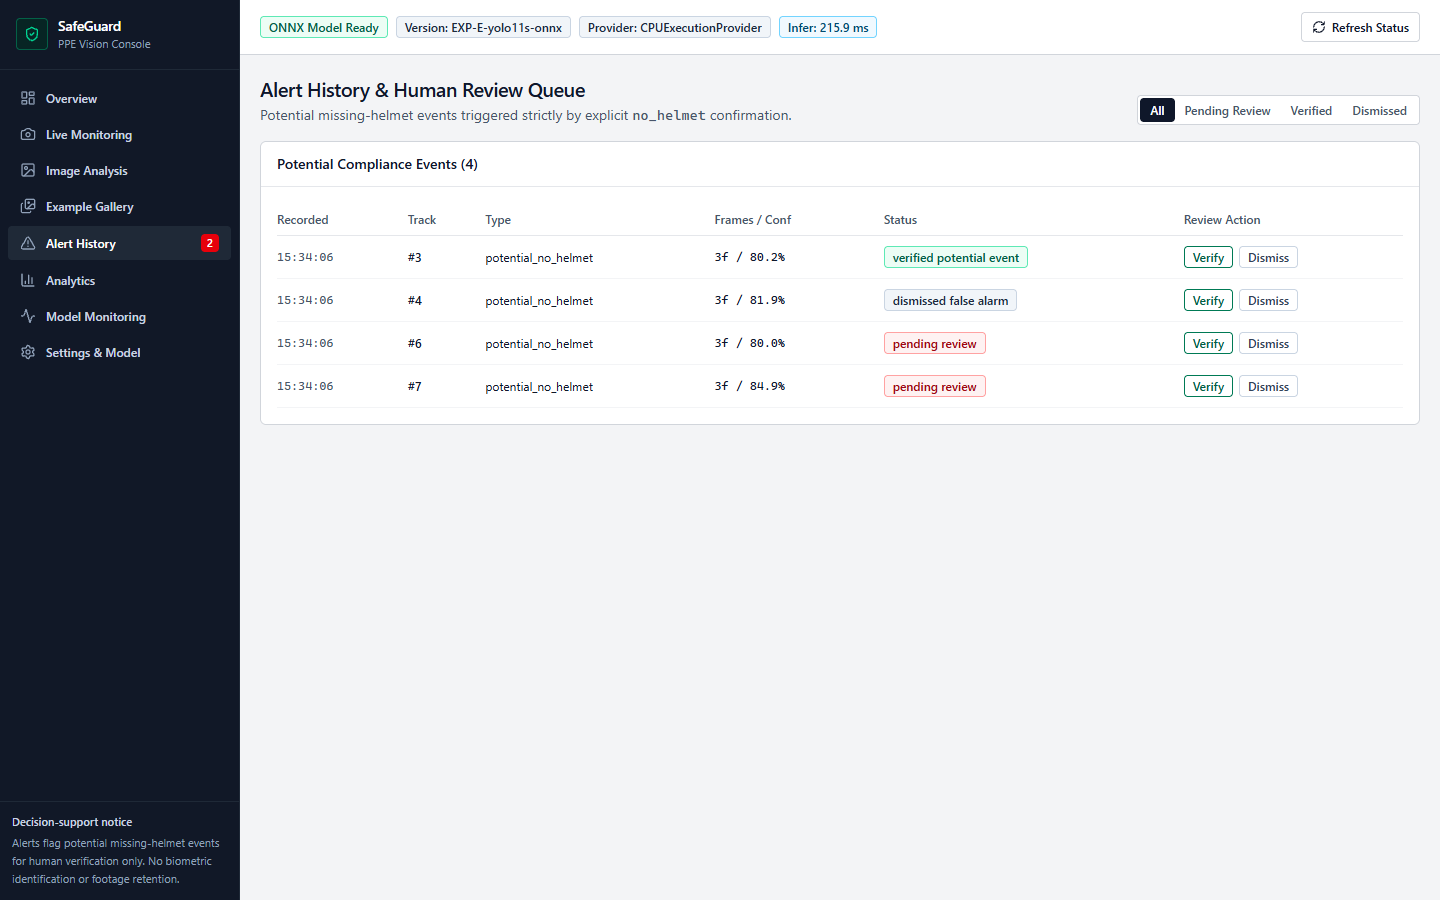 SafeGuard
PPE Vision Console
Overview
Live Monitoring
Image Analysis
Example Gallery
Alert History 2
Analytics
Model Monitoring
Settings & Model
Decision-support notice
Alerts flag potential missing-helmet events
for human verification only. No biometric
identification or footage retention.
ONNX Model Ready Version: EXP-E-yolo11s-onnx Provider: CPUExecutionProvider Infer: 215.9 ms Refresh Status
Alert History & Human Review Queue
Potential missing-helmet events triggered strictly by explicit no_helmet confirmation.
All Pending Review Verified Dismissed
Potential Compliance Events (4)
Recorded Track Type Frames / Conf Status Review Action
15:34:06 #3 potential_no_helmet 3f / 80.2% verified potential event Verify Dismiss
15:34:06 #4 potential_no_helmet 3f / 81.9% dismissed false alarm Verify Dismiss
15:34:06 #6 potential_no_helmet 3f / 80.0% pending review Verify Dismiss
15:34:06 #7 potential_no_helmet 3f / 84.9% pending review Verify Dismiss